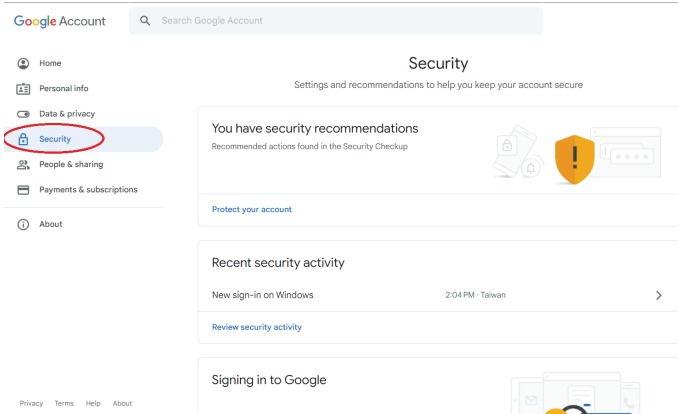 Google Account
Search Google Account
Home
Personal info
Data & privacy
Security
People & sharing
Payments & subscriptions
About
Privacy Terms Help About
Security
Settings and recommendations to help you keep your account secure
You have security recommendations
Recommended actions found in the Security Checkup
Protect your account
Recent security activity
New sign-in on Windows 2:04 PM · Taiwan
Review security activity
Signing in to Google